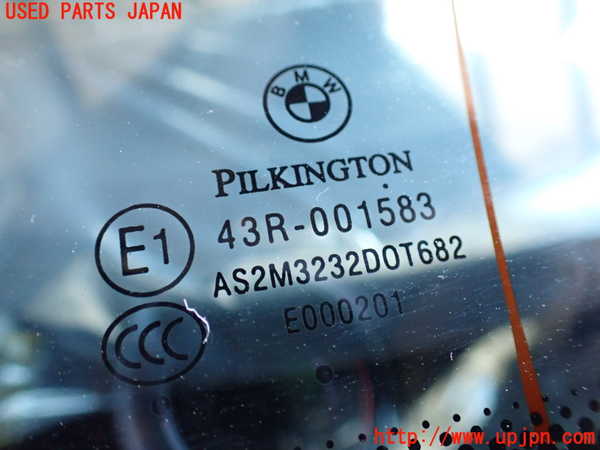 USED PARTS JAPAN
BMW
PILKINGTON
E1
43R-001583
AS2M3232DOT682
E000201
CCC
http://www.upjpn.com